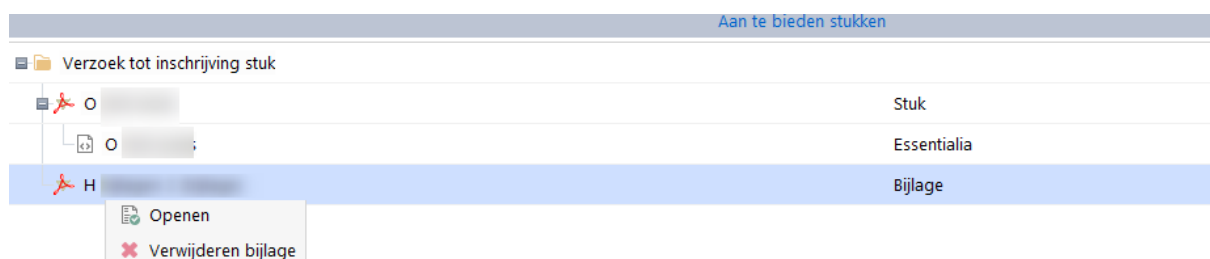 Aan te bieden stukken
Verzoek tot inschrijving stuk
O Stuk
O Essentialia
H Bijlage
Openen
Verwijderen bijlage